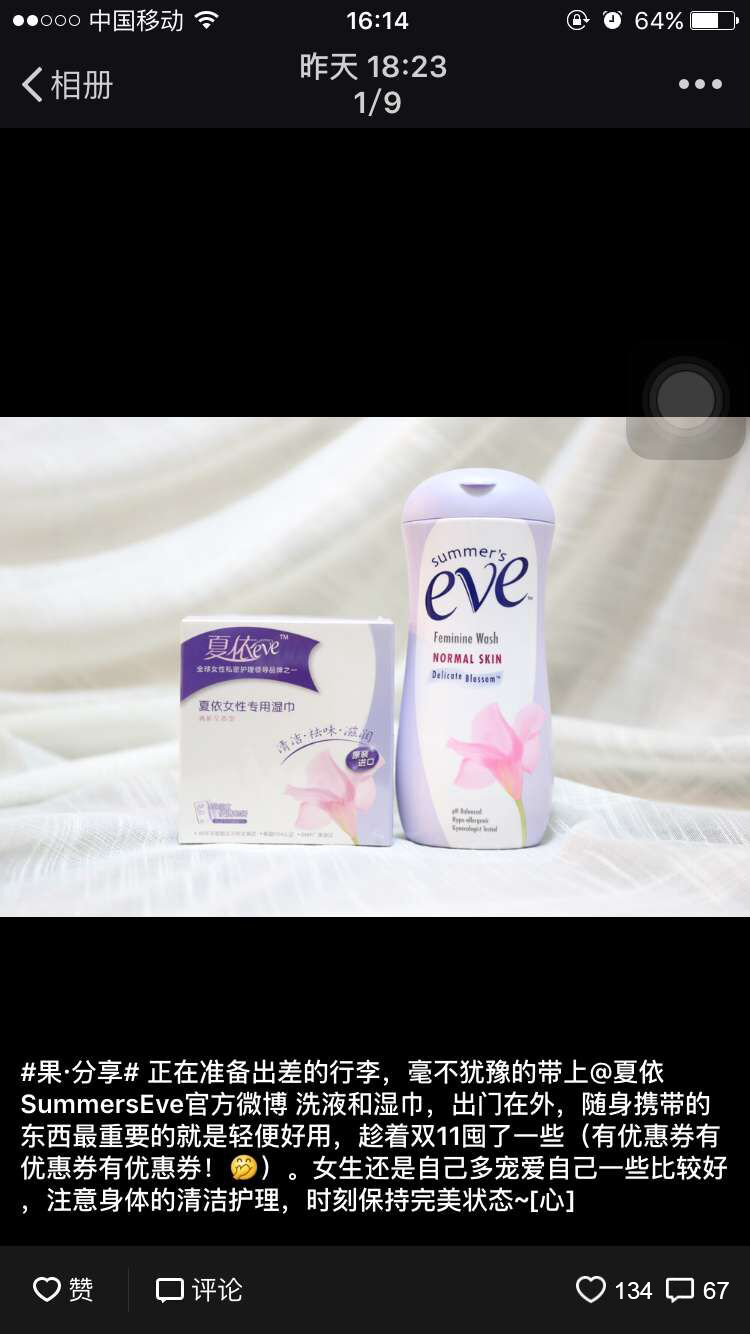 中国移动
16:14
64%
相册
昨天 18:23
1/9
summer's
eve
Feminine Wash
NORMAL SKIN
Delicate Blossom™
pH Balanced
Hypo-allergenic
Gynecologist Tested
夏依eve™
全球女性私密护理领导品牌之一
夏依女性专用湿巾
清洁·祛味·滋润
原装
进口
#果·分享# 正在准备出差的行李，毫不犹豫的带上@夏依
SummersEve官方微博 洗液和湿巾，出门在外，随身携带的
东西最重要的就是轻便好用，趁着双11囤了一些（有优惠券有
优惠券有优惠券！🤭）。女生还是自己多宠爱自己一些比较好
，注意身体的清洁护理，时刻保持完美状态~[心]
赞
评论
134
67